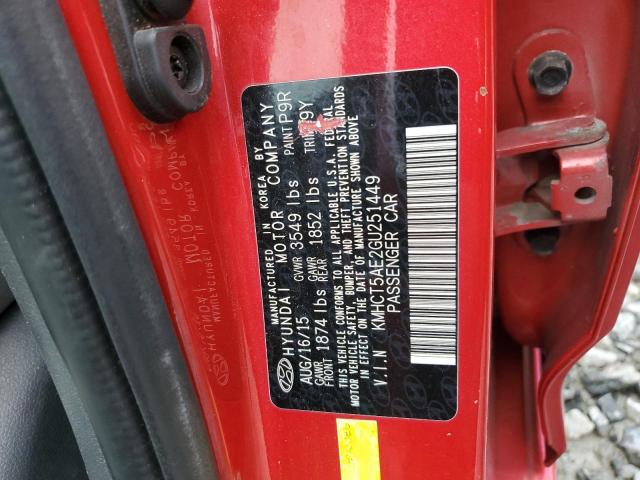 MANUFACTURED IN KOREA BY
HYUNDAI MOTOR COMPANY
AUG/16/15 GVWR 3549 lbs PAINT P9R
GAWR FRONT 1874 lbs GAWR REAR 1852 lbs TRIM 9Y
THIS VEHICLE CONFORMS TO ALL APPLICABLE U.S.A. FEDERAL
MOTOR VEHICLE SAFETY, BUMPER, AND THEFT PREVENTION STANDARDS
IN EFFECT ON THE DATE OF MANUFACTURE SHOWN ABOVE
V.I.N KMHCT5AE2GU251449
PASSENGER CAR